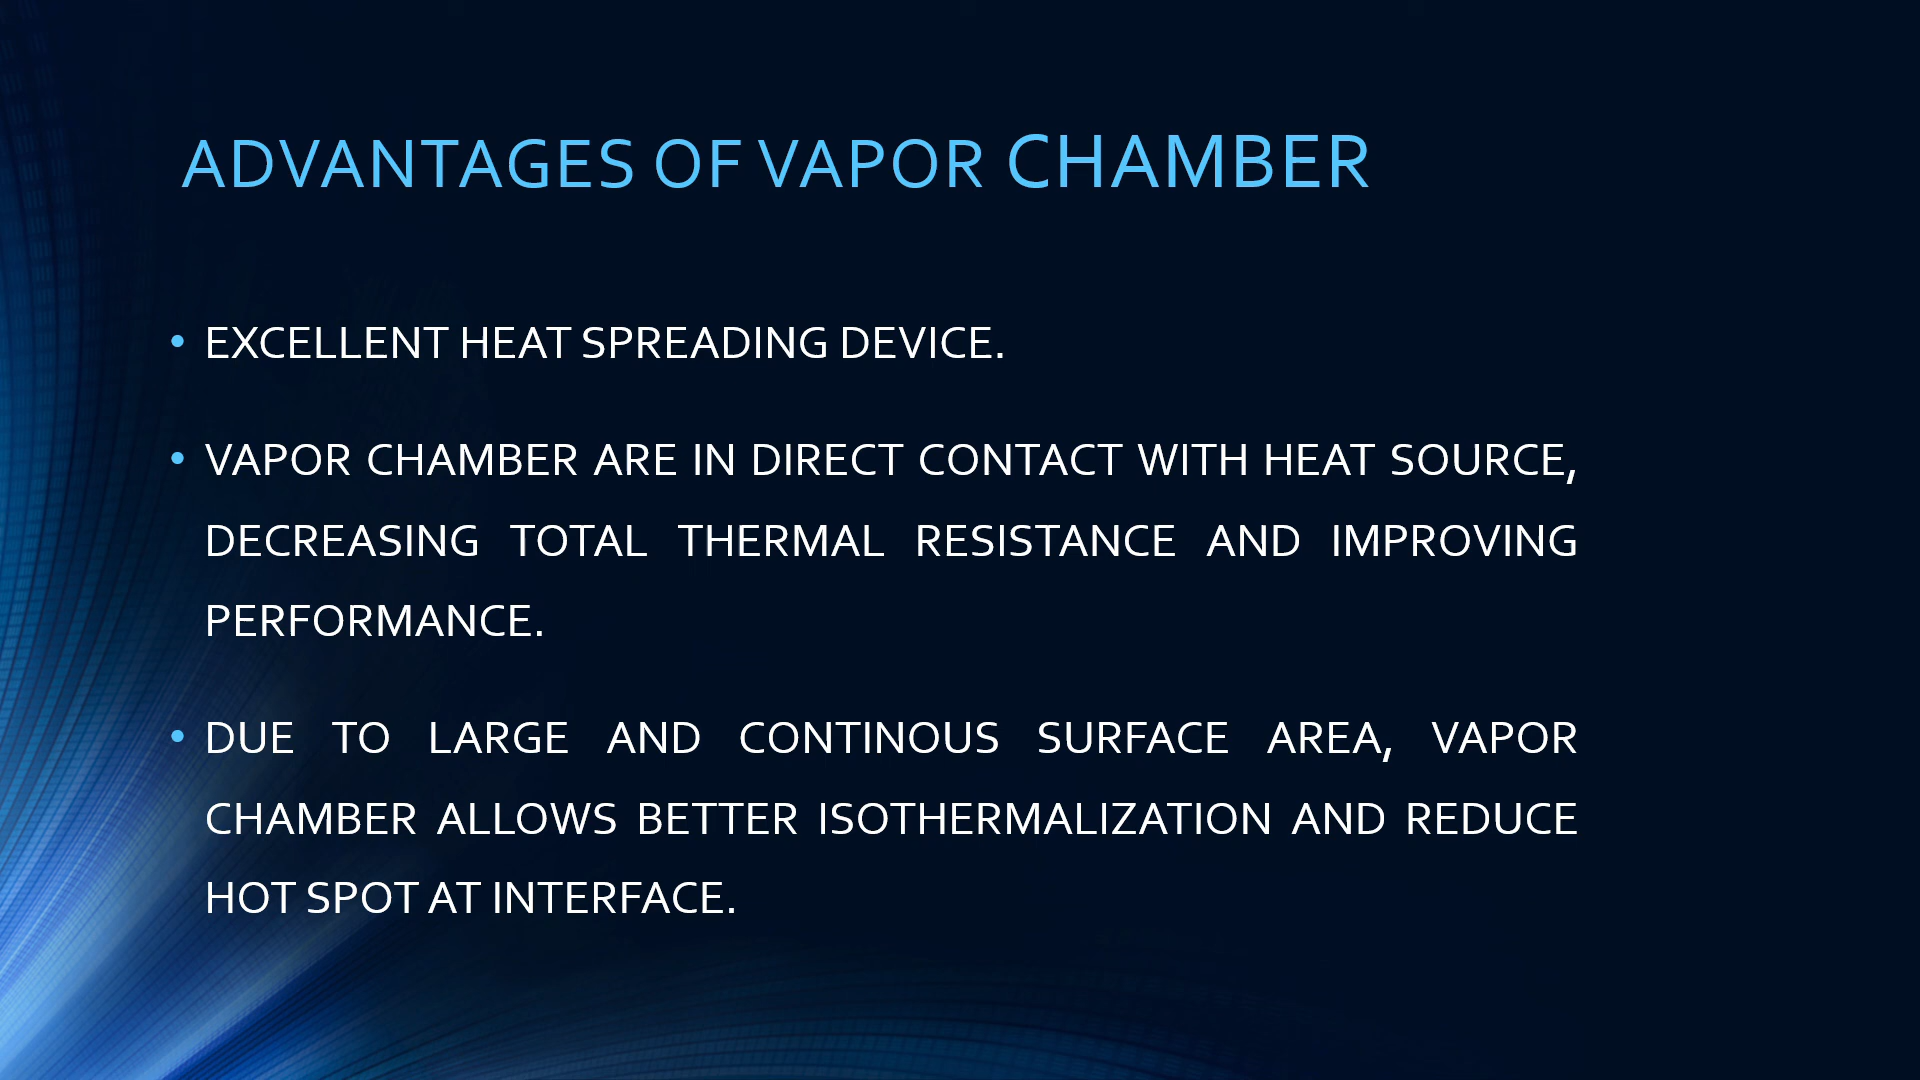 ADVANTAGES OF VAPOR CHAMBER
• EXCELLENT HEAT SPREADING DEVICE.
• VAPOR CHAMBER ARE IN DIRECT CONTACT WITH HEAT SOURCE,
DECREASING TOTAL THERMAL RESISTANCE AND IMPROVING
PERFORMANCE.
• DUE TO LARGE AND CONTINOUS SURFACE AREA, VAPOR
CHAMBER ALLOWS BETTER ISOTHERMALIZATION AND REDUCE
HOT SPOT AT INTERFACE.